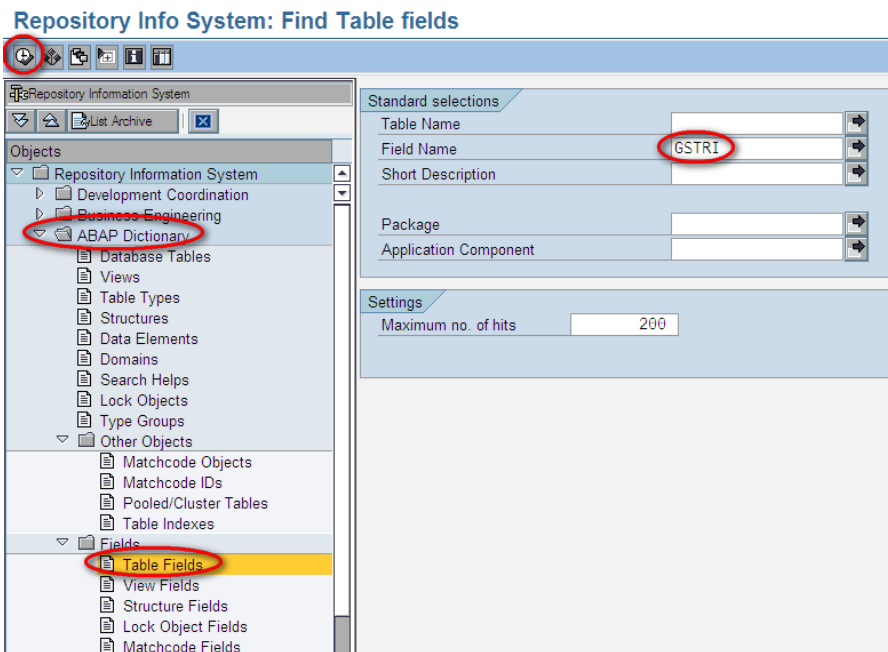 Repository Info System: Find Table fields
Repository Information System
List Archive
Objects
Repository Information System
Development Coordination
Business Engineering
ABAP Dictionary
Database Tables
Views
Table Types
Structures
Data Elements
Domains
Search Helps
Lock Objects
Type Groups
Other Objects
Matchcode Objects
Matchcode IDs
Pooled/Cluster Tables
Table Indexes
Fields
Table Fields
View Fields
Structure Fields
Lock Object Fields
Matchcode Fields
Standard selections
Table Name
Field Name GSTRI
Short Description
Package
Application Component
Settings
Maximum no. of hits 200